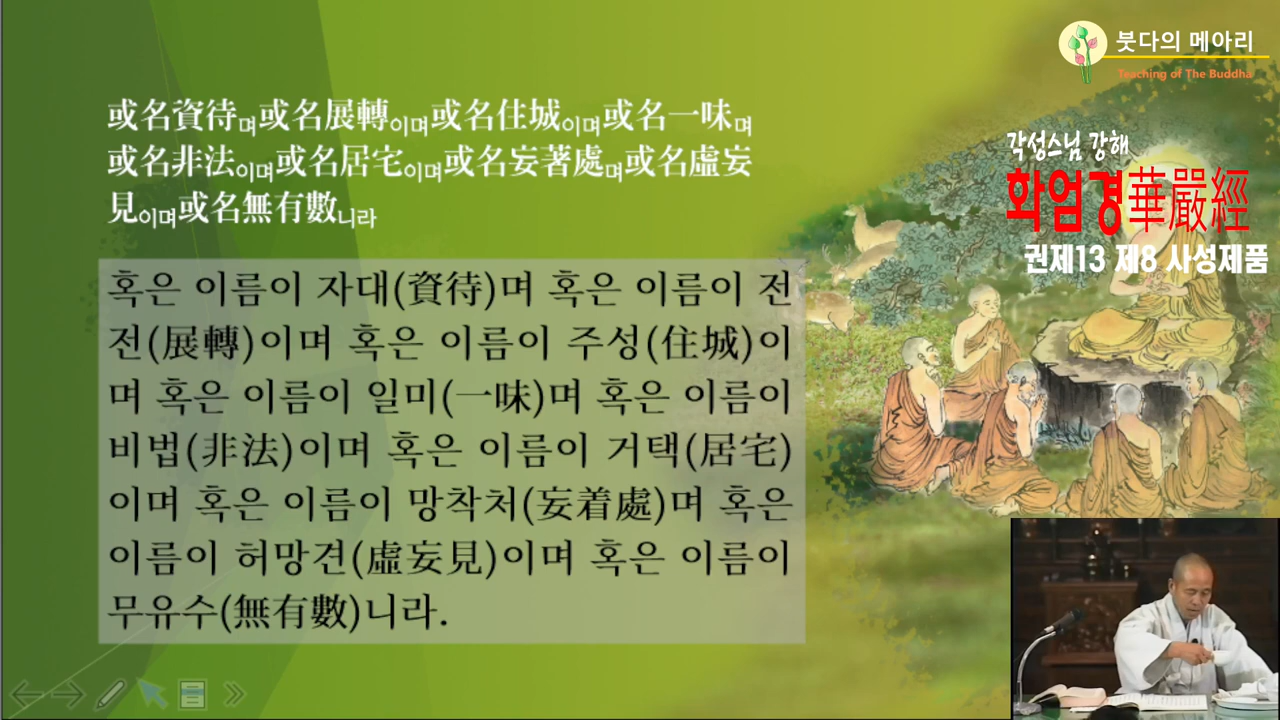 붓다의 메아리
Teaching of The Buddha
각성스님 강해
화엄경華嚴經
권제13 제8 사성제품
或名資待며或名展轉이며或名住城이며或名一味며
或名非法이며或名居宅이며或名妄著處며或名虛妄
見이며或名無有數니라
혹은 이름이 자대(資待)며 혹은 이름이 전
전(展轉)이며 혹은 이름이 주성(住城)이
며 혹은 이름이 일미(一味)며 혹은 이름이
비법(非法)이며 혹은 이름이 거택(居宅)
이며 혹은 이름이 망착처(妄着處)며 혹은
이름이 허망견(虛妄見)이며 혹은 이름이
무유수(無有數)니라.